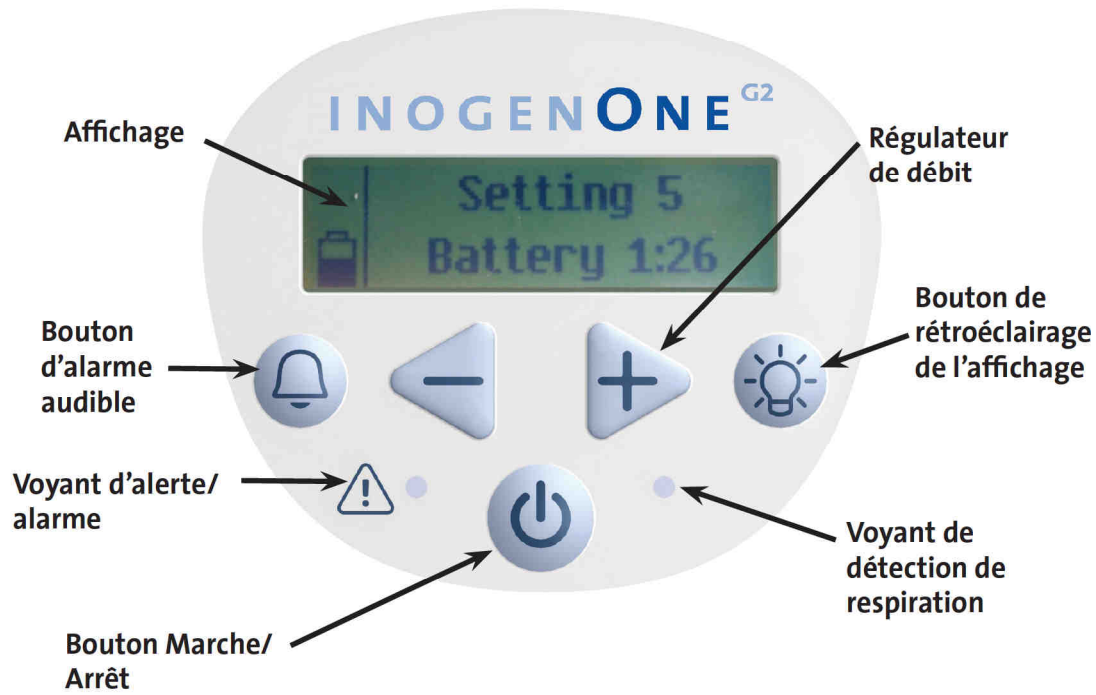 INOGENONE G2
Affichage
Setting 5
Battery 1:26
Régulateur
de débit
Bouton
d'alarme
audible
Bouton de
rétroéclairage
de l'affichage
Voyant d'alerte/
alarme
Voyant de
détection de
respiration
Bouton Marche/
Arrêt